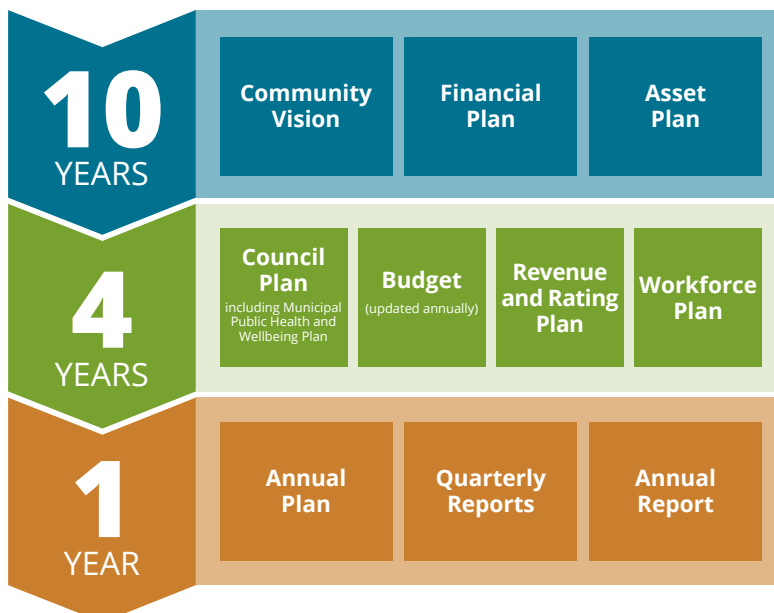 10
YEARS
Community
Vision
Financial
Plan
Asset
Plan
4
YEARS
Council
Plan
including Municipal
Public Health and
Wellbeing Plan
Budget
(updated annually)
Revenue
and Rating
Plan
Workforce
Plan
1
YEAR
Annual
Plan
Quarterly
Reports
Annual
Report